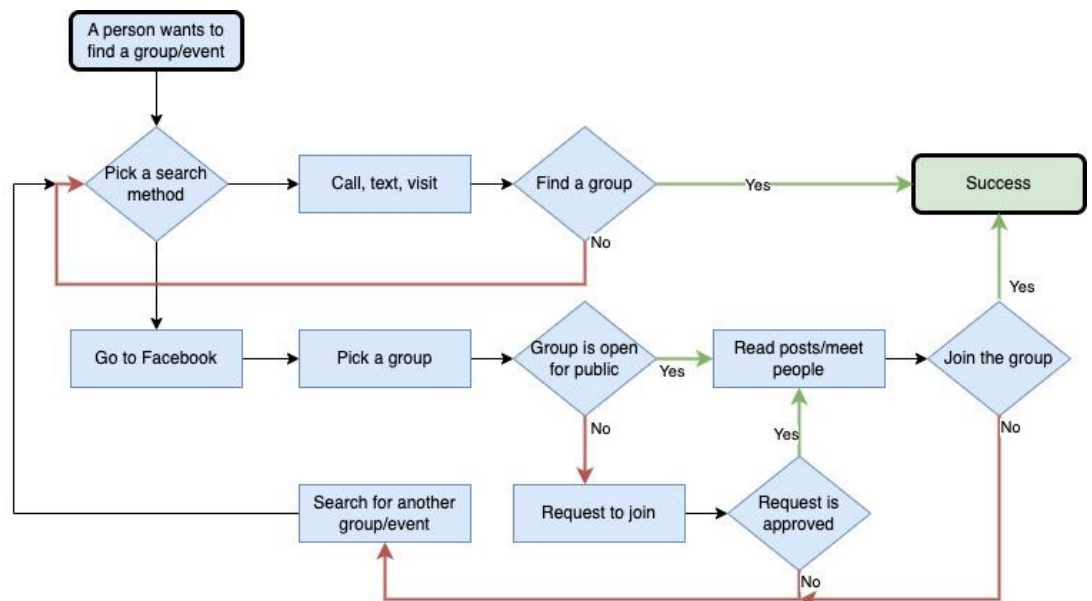 A person wants to
find a group/event
Pick a search
method
Call, text, visit
Find a group
Yes
Success
No
Yes
Go to Facebook
Pick a group
Group is open
for public
Yes
Read posts/meet
people
Join the group
No
No
Yes
Search for another
group/event
Request to join
Request is
approved
No